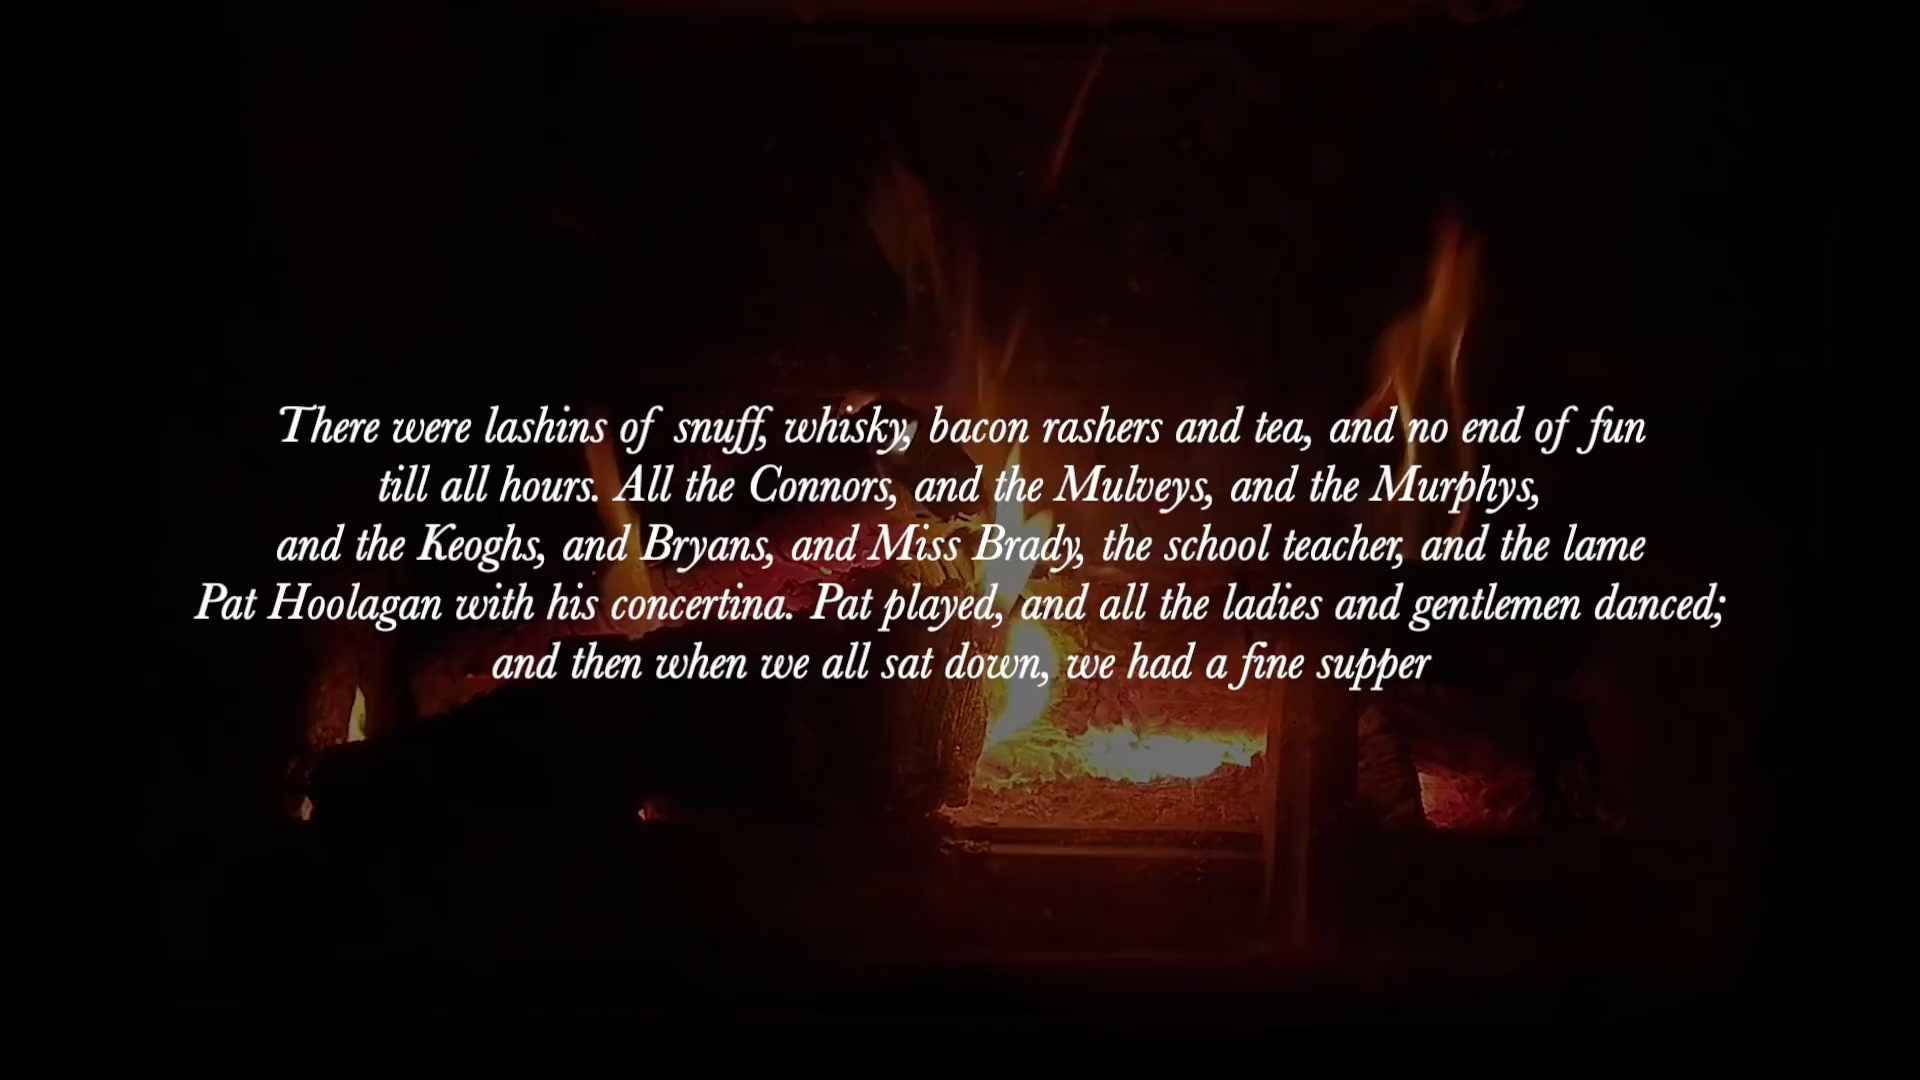 There were lashins of snuff, whisky, bacon rashers and tea, and no end of fun
till all hours. All the Connors, and the Mulveys, and the Murphys,
and the Keoghs, and Bryans, and Miss Brady, the school teacher, and the lame
Pat Hoolagan with his concertina. Pat played, and all the ladies and gentlemen danced;
and then when we all sat down, we had a fine supper